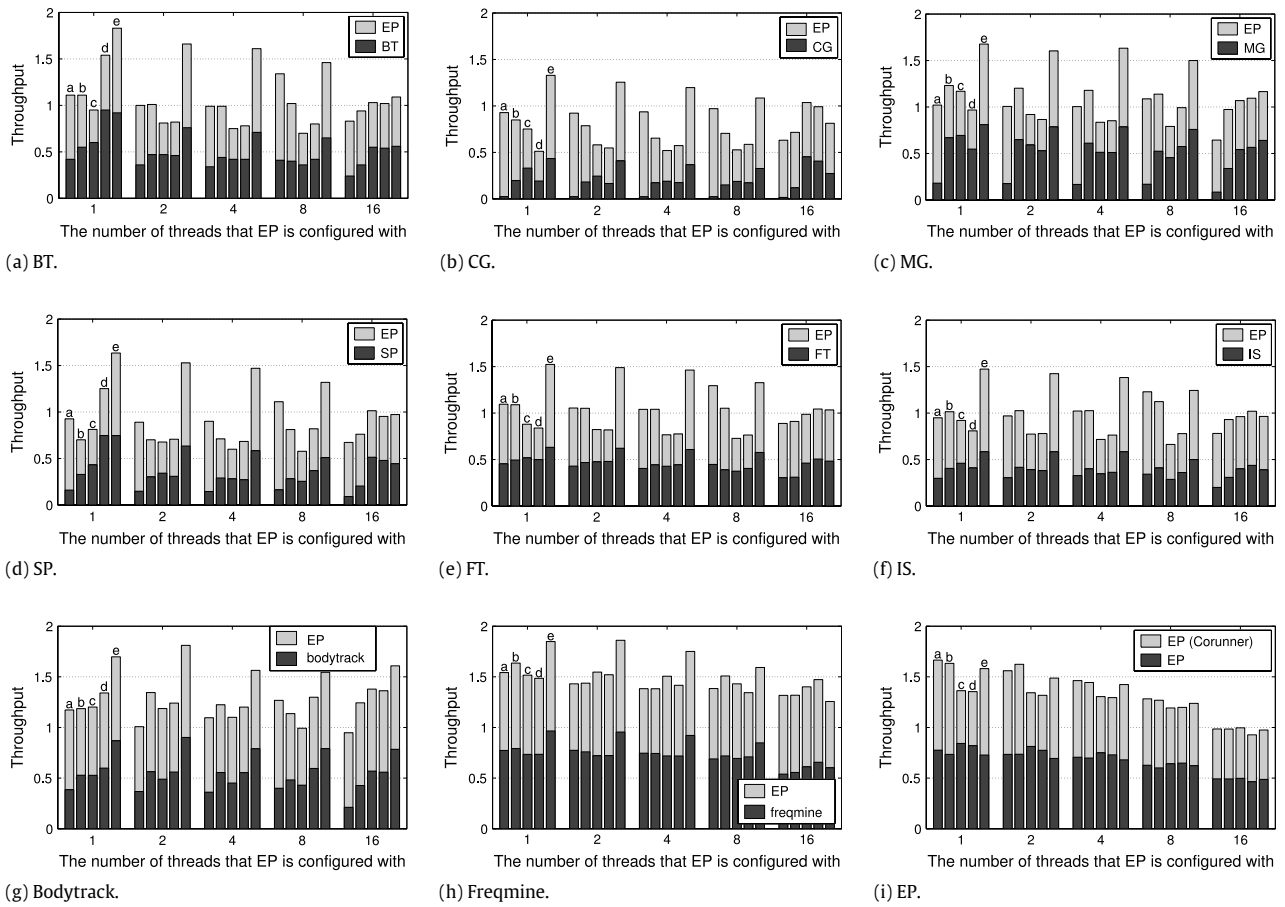 2
1.5
1
0.5
0
Throughput
a
b
c
d
e
EP
BT
1
2
4
8
16
The number of threads that EP is configured with
(a) BT.
2
1.5
1
0.5
0
Throughput
a
b
c
d
e
EP
CG
1
2
4
8
16
The number of threads that EP is configured with
(b) CG.
2
1.5
1
0.5
0
Throughput
a
b
c
d
e
EP
MG
1
2
4
8
16
The number of threads that EP is configured with
(c) MG.
2
1.5
1
0.5
0
Throughput
a
b
c
d
e
EP
SP
1
2
4
8
16
The number of threads that EP is configured with
(d) SP.
2
1.5
1
0.5
0
Throughput
a
b
c
d
e
EP
FT
1
2
4
8
16
The number of threads that EP is configured with
(e) FT.
2
1.5
1
0.5
0
Throughput
a
b
c
d
e
EP
IS
1
2
4
8
16
The number of threads that EP is configured with
(f) IS.
2
1.5
1
0.5
0
Throughput
a
b
c
d
e
EP
bodytrack
1
2
4
8
16
The number of threads that EP is configured with
(g) Bodytrack.
2
1.5
1
0.5
0
Throughput
a
b
c
d
e
EP
freqmine
1
2
4
8
16
The number of threads that EP is configured with
(h) Freqmine.
2
1.5
1
0.5
0
Throughput
a
b
c
d
e
EP (Corunner)
EP
1
2
4
8
16
The number of threads that EP is configured with
(i) EP.